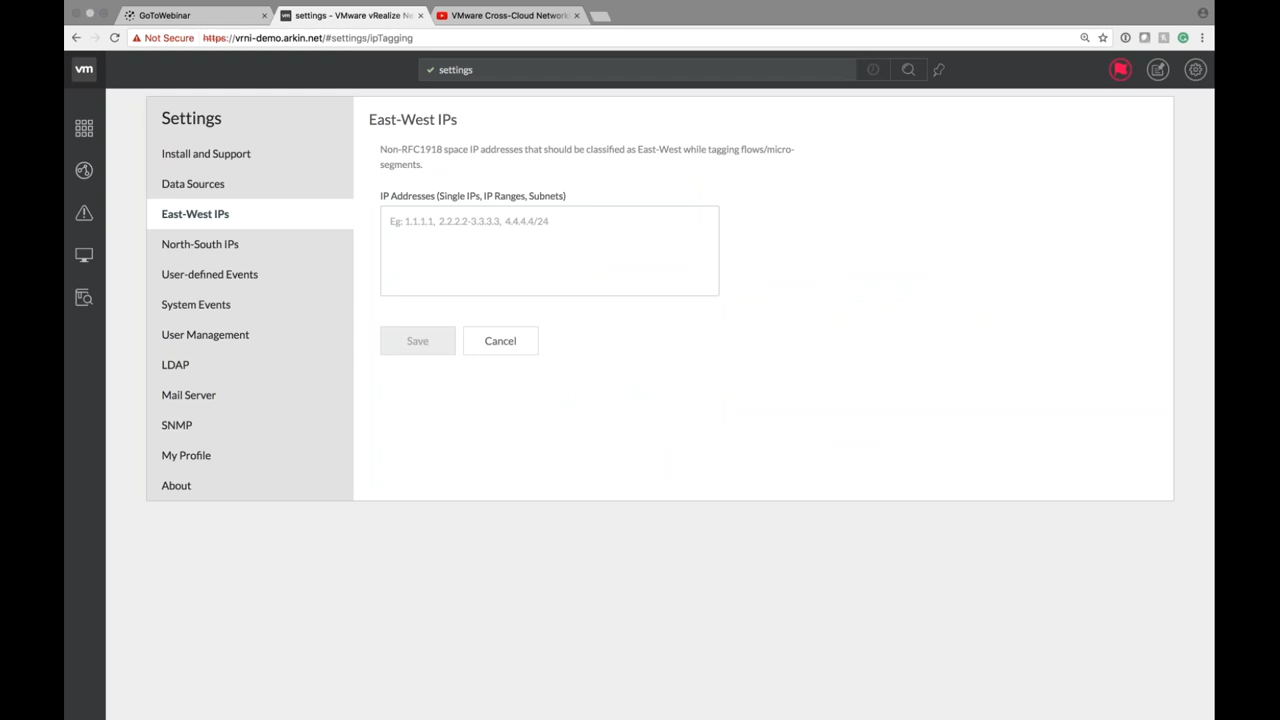 GoToWebinar
vm settings - VMware vRealize Ne
VMware Cross-Cloud Network
Not Secure https://vrni-demo.arkin.net/#settings/ipTagging
vm
settings
Settings
Install and Support
Data Sources
East-West IPs
North-South IPs
User-defined Events
System Events
User Management
LDAP
Mail Server
SNMP
My Profile
About
East-West IPs
Non-RFC1918 space IP addresses that should be classified as East-West while tagging flows/micro-
segments.
IP Addresses (Single IPs, IP Ranges, Subnets)
Eg: 1.1.1.1, 2.2.2.2-3.3.3.3, 4.4.4.4/24
Save Cancel